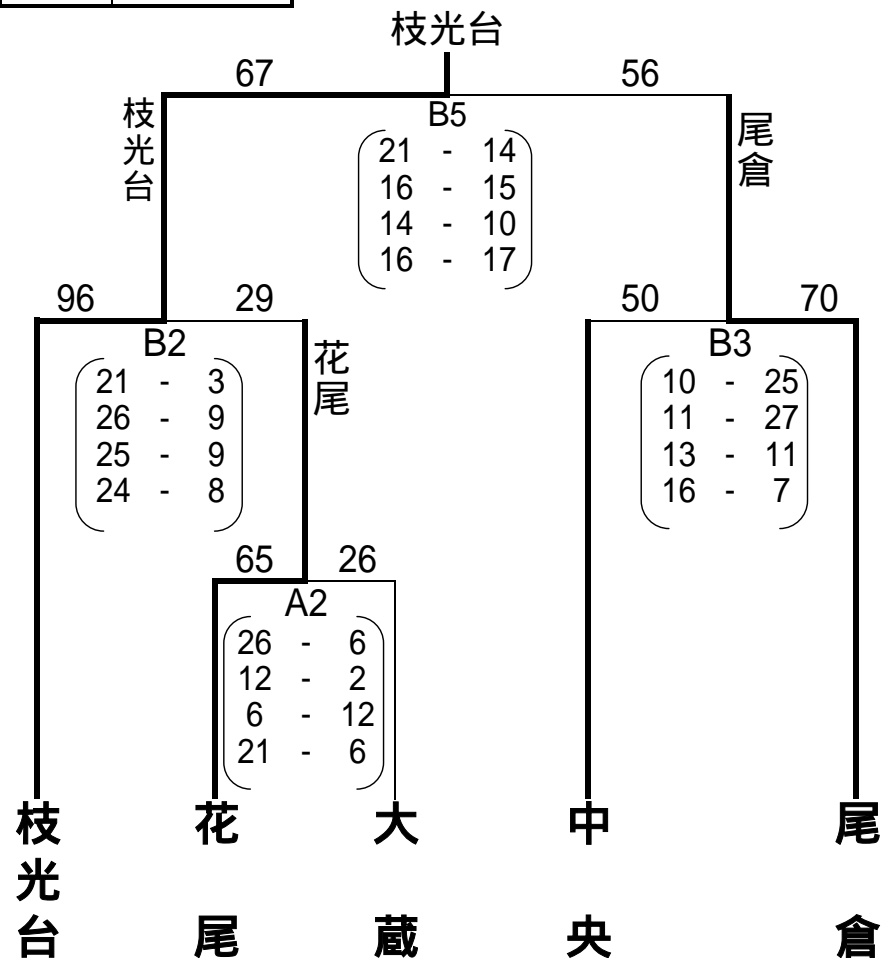 枝光台
67 56
枝光台
尾倉
B5
21 - 14
16 - 15
14 - 10
16 - 17
96 29
50 70
B2
21 - 3
26 - 9
25 - 9
24 - 8
花尾
B3
10 - 25
11 - 27
13 - 11
16 - 7
65 26
A2
26 - 6
12 - 2
6 - 12
21 - 6
枝光台
花尾
大蔵
中央
尾倉